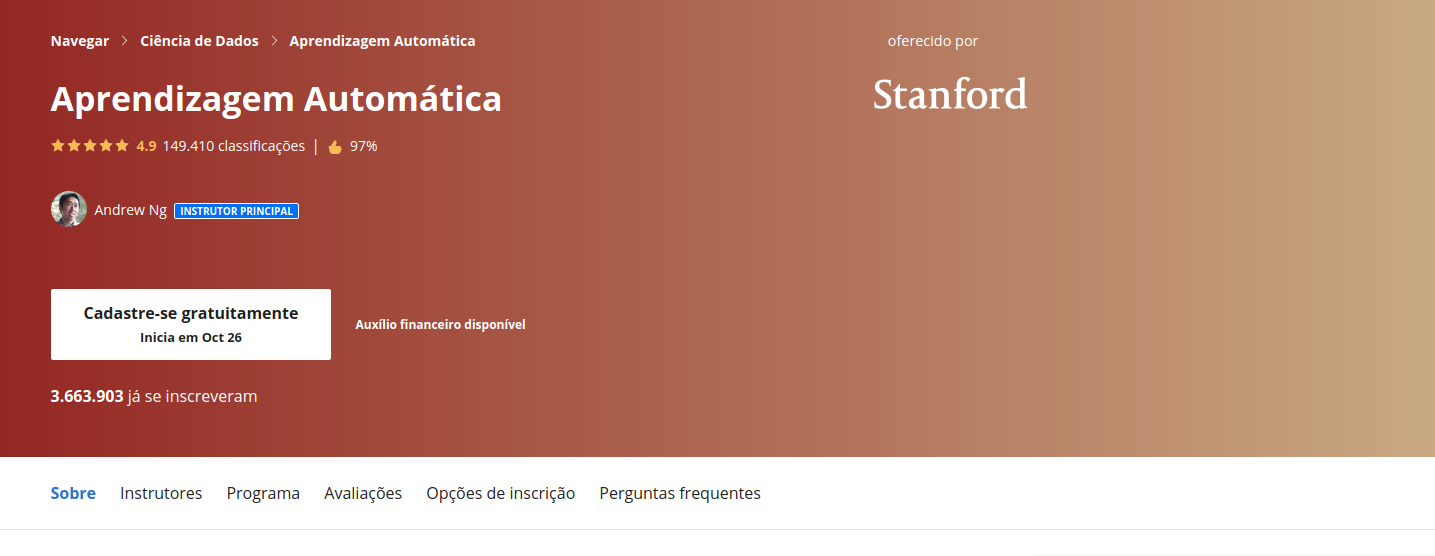 Navegar > Ciência de Dados > Aprendizagem Automática
oferecido por
Aprendizagem Automática
Stanford
4.9 149.410 classificações | 97%
Andrew Ng INSTRUTOR PRINCIPAL
Cadastre-se gratuitamente
Inicia em Oct 26
Auxílio financeiro disponível
3.663.903 já se inscreveram
Sobre Instrutores Programa Avaliações Opções de inscrição Perguntas frequentes